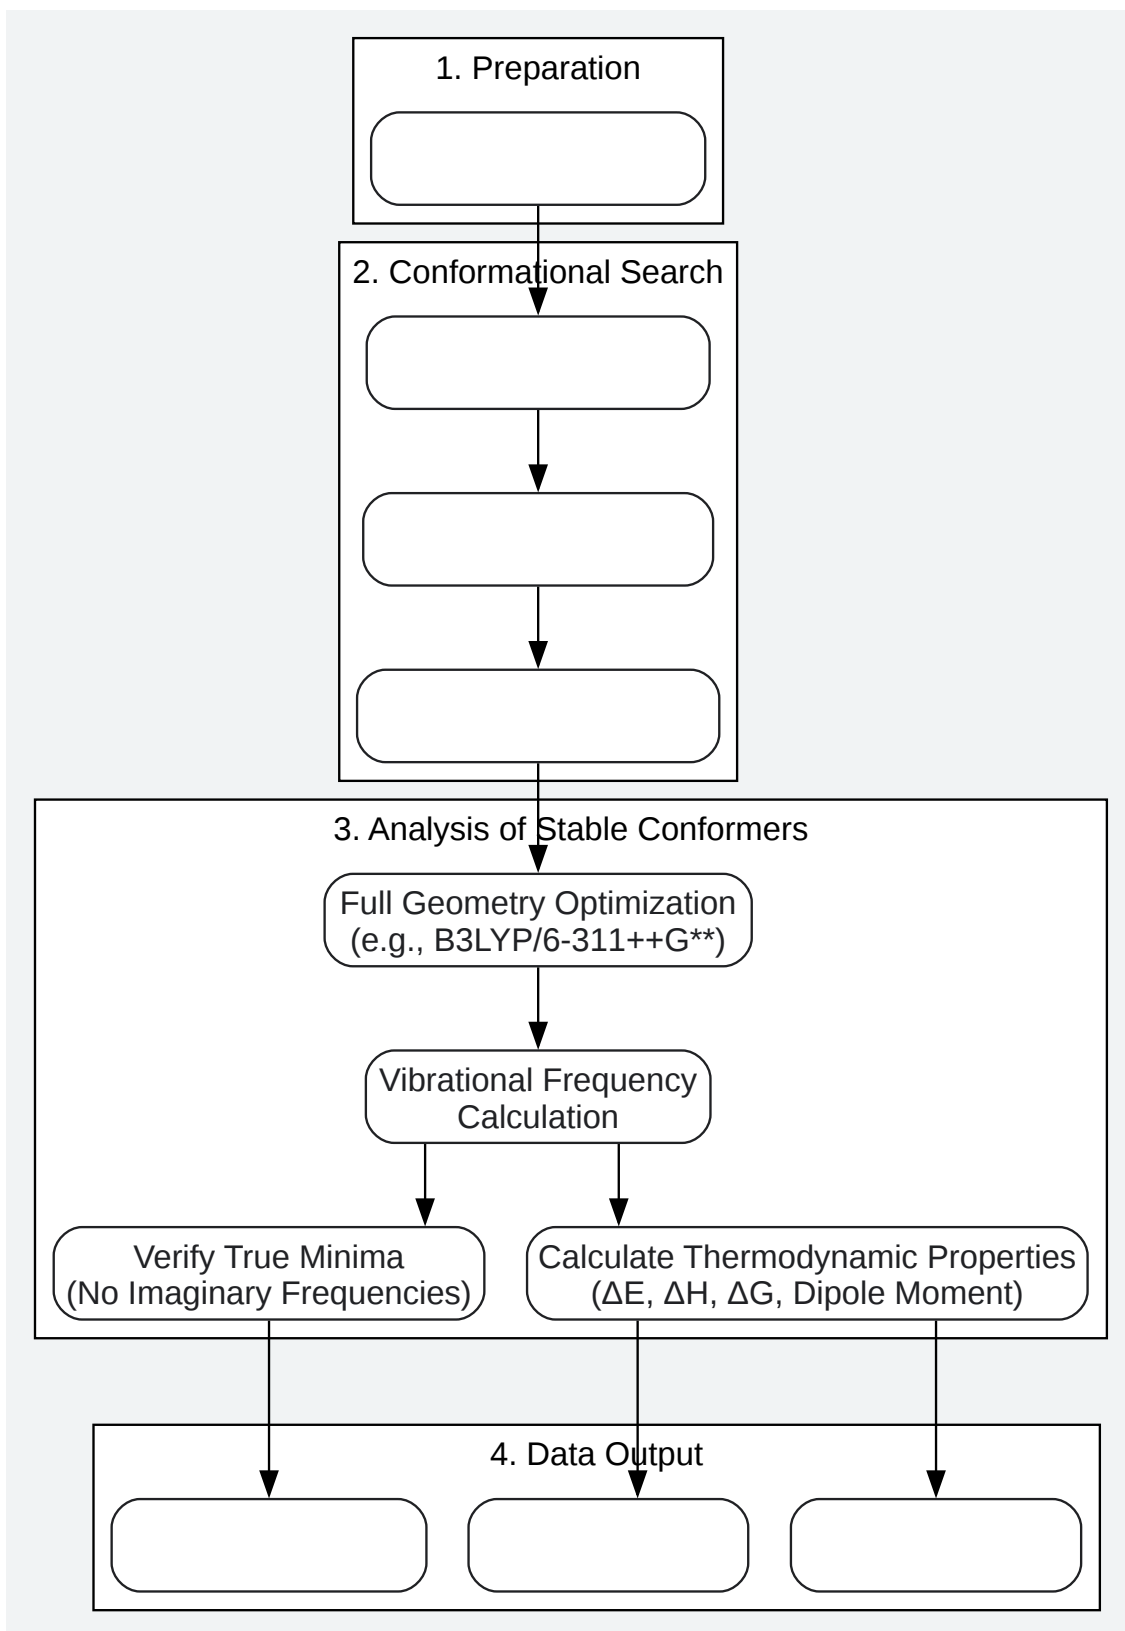 1. Preparation
2. Conformational Search
3. Analysis of Stable Conformers
Full Geometry Optimization
(e.g., B3LYP/6-311++G**)
Vibrational Frequency
Calculation
Verify True Minima
(No Imaginary Frequencies)
Calculate Thermodynamic Properties
(ΔE, ΔH, ΔG, Dipole Moment)
4. Data Output